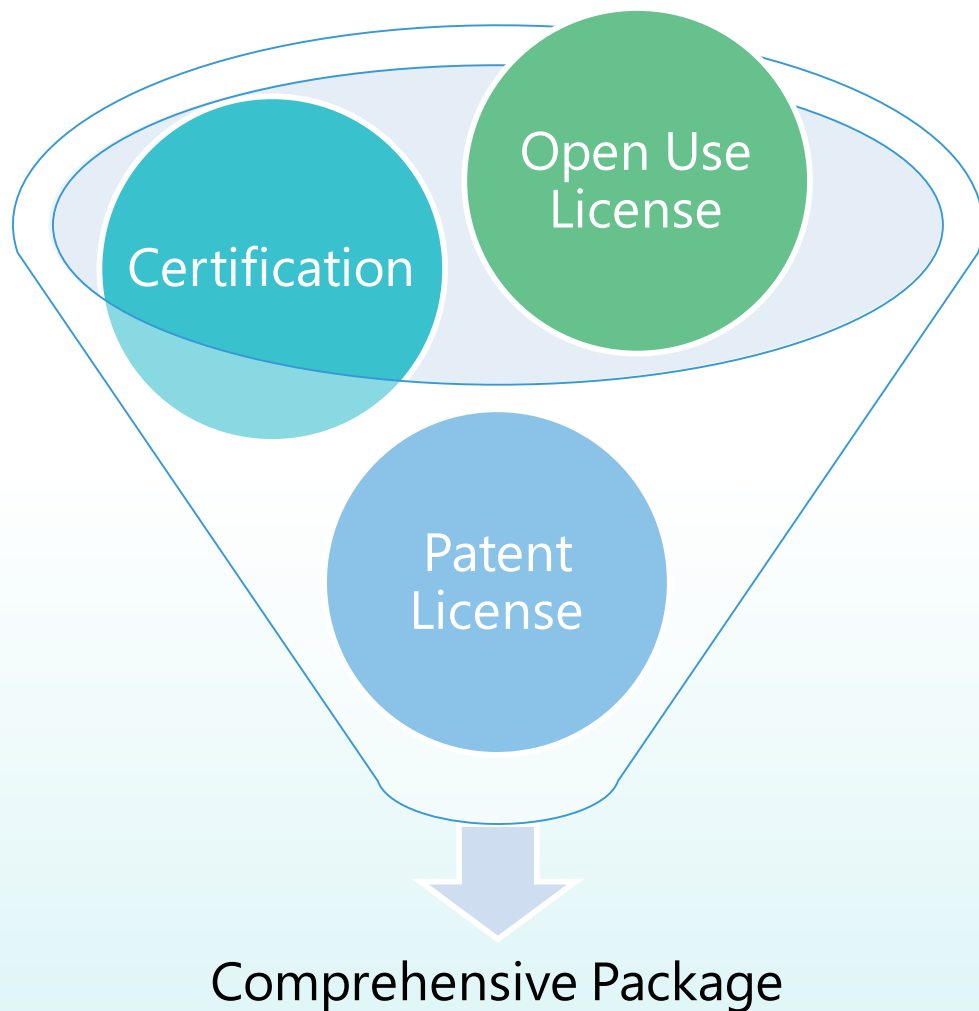 Open Use
License
Certification
Patent
License
Comprehensive Package